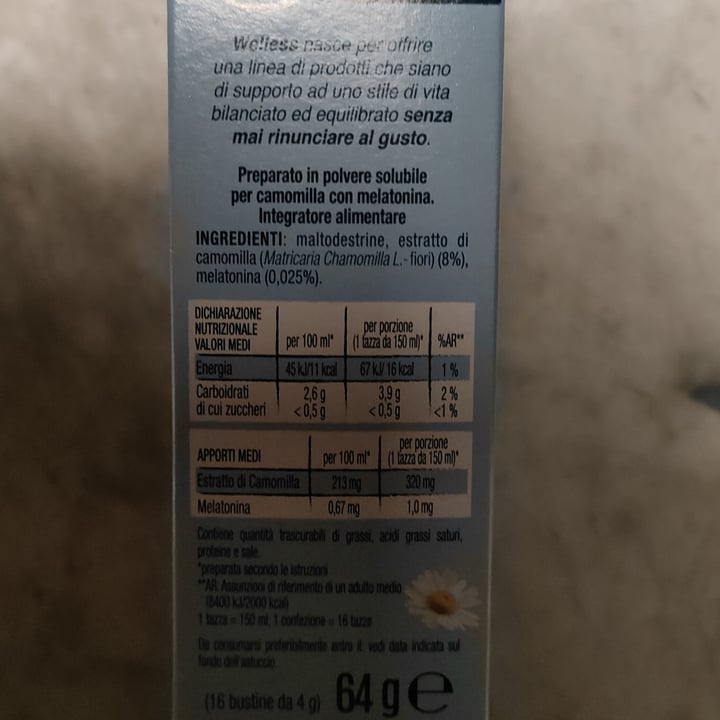 Welless nasce per offrire
una linea di prodotti che siano
di supporto ad uno stile di vita
bilanciato ed equilibrato senza
mai rinunciare al gusto.
Preparato in polvere solubile
per camomilla con melatonina.
Integratore alimentare
INGREDIENTI: maltodestrine, estratto di
camomilla (Matricaria Chamomilla L.- fiori) (8%),
melatonina (0,025%).
DICHIARAZIONE
NUTRIZIONALE
VALORI MEDI per 100 ml* per porzione (1 tazza da 150 ml)* %AR**
Energia 45 kJ/11 kcal 67 kJ/ 16 kcal 1 %
Carboidrati 2,6 g 3,9 g 2 %
di cui zuccheri <0,5 g <0,5 g <1 %
APPORTI MEDI per 100 ml* per porzione (1 tazza da 150 ml)*
Estratto di Camomilla 213 mg 320 mg
Melatonina 0,67 mg 1,0 mg
Contiene quantità trascurabili di grassi, acidi grassi saturi,
proteine e sale.
*preparata secondo le istruzioni
**AR: Assunzioni di riferimento di un adulto medio
(8400 kJ/2000 kcal)
1 tazza = 150 ml, 1 confezione = 16 tazze
Da consumarsi preferibilmente entro il: vedi data indicata sul
fondo dell'astuccio.
(16 bustine da 4 g) 64 g e